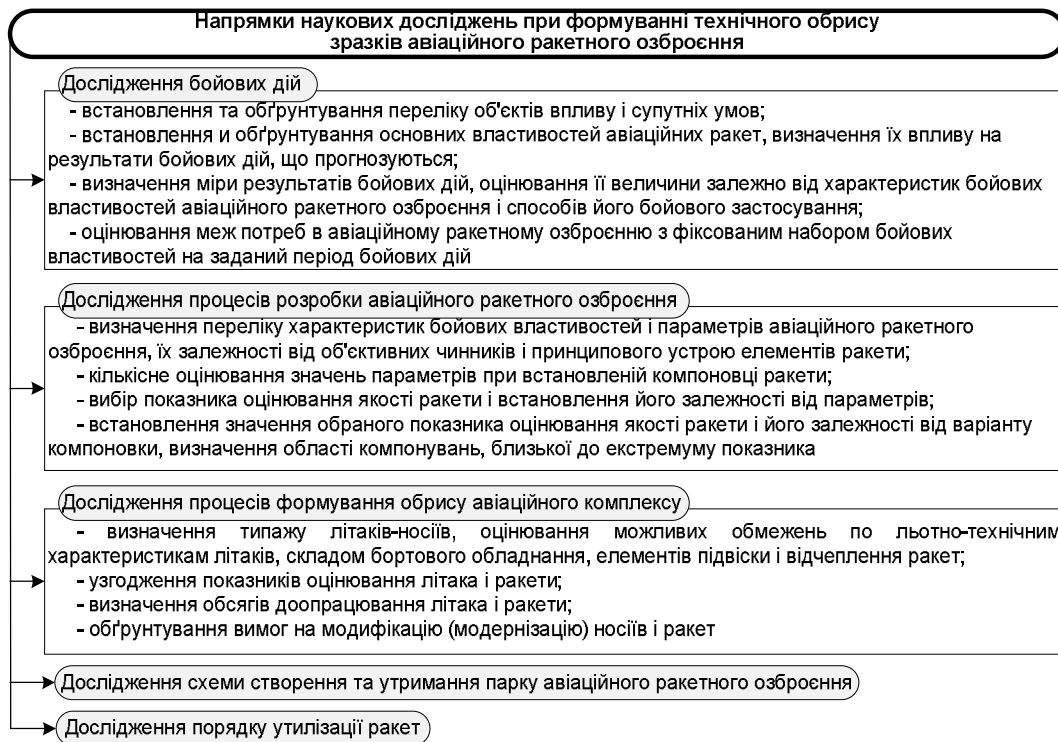 Напрямки наукових досліджень при формуванні технічного обрису
зразків авіаційного ракетного озброєння
Дослідження бойових дій
- встановлення та обґрунтування переліку об'єктів впливу і супутніх умов;
- встановлення и обґрунтування основних властивостей авіаційних ракет, визначення їх впливу на
результати бойових дій, що прогнозуються;
- визначення міри результатів бойових дій, оцінювання її величини залежно від характеристик бойових
властивостей авіаційного ракетного озброєння і способів його бойового застосування;
- оцінювання меж потреб в авіаційному ракетному озброєнню з фіксованим набором бойових
властивостей на заданий період бойових дій
Дослідження процесів розробки авіаційного ракетного озброєння
- визначення переліку характеристик бойових властивостей і параметрів авіаційного ракетного
озброєння, їх залежності від об'єктивних чинників і принципового устрою елементів ракети;
- кількісне оцінювання значень параметрів при встановленій компоновці ракети;
- вибір показника оцінювання якості ракети і встановлення його залежності від параметрів;
- встановлення значення обраного показника оцінювання якості ракети і його залежності від варіанту
компоновки, визначення області компонувань, близької до екстремуму показника
Дослідження процесів формування обрису авіаційного комплексу
- визначення типажу літаків-носіїв, оцінювання можливих обмежень по льотно-технічним
характеристикам літаків, складом бортового обладнання, елементів підвіски і відчеплення ракет;
- узгодження показників оцінювання літака і ракети;
- визначення обсягів доопрацювання літака і ракети;
- обґрунтування вимог на модифікацію (модернізацію) носіїв і ракет
Дослідження схеми створення та утримання парку авіаційного ракетного озброєння
Дослідження порядку утилізації ракет